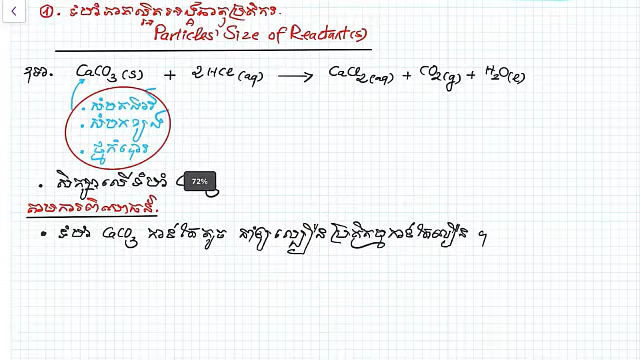 ①. ទំហំភាគល្អិតនៃអង្គធាតុប្រតិករ
Particles' Size of Reactant(s)
ឧទា. CaCO₃(s) + 2HCl(aq) ⟶ CaCl₂(aq) + CO₂(g) + H₂O(l)
• សំបកងាវ
• សំបកខ្យង
• ថ្មកំបោរ
• សិក្សាលើទំហំ
72%
តាមការពិសោធន៍.
• ទំហំ CaCO₃ កាន់តែតូច នាំឲ្យល្បឿនប្រតិកម្មកាន់តែលឿន ។